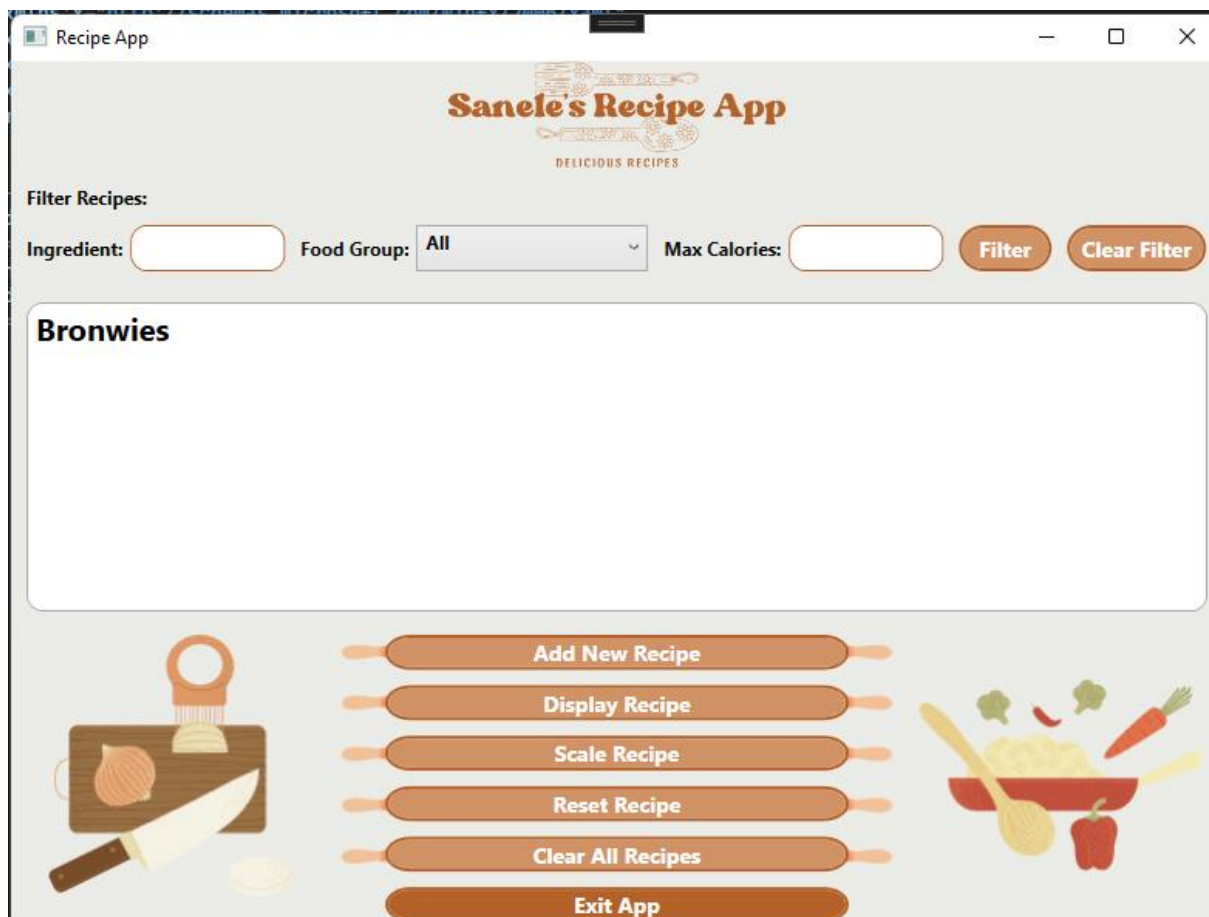 Recipe App
Sanele's Recipe App
DELICIOUS RECIPES
Filter Recipes:
Ingredient: Food Group: All Max Calories: Filter Clear Filter
Bronwies
Add New Recipe
Display Recipe
Scale Recipe
Reset Recipe
Clear All Recipes
Exit App